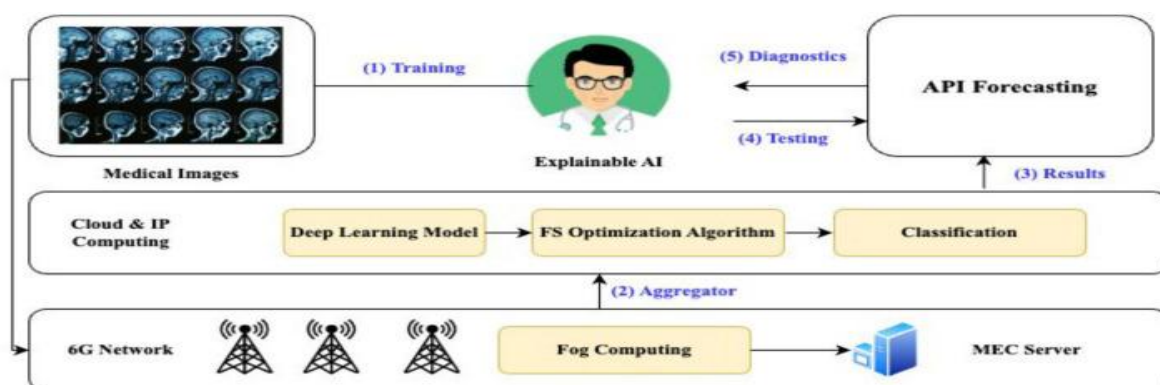 (1) Training
(5) Diagnostics
API Forecasting
(4) Testing
Explainable AI
Medical Images
(3) Results
Cloud & IP
Computing
Deep Learning Model
FS Optimization Algorithm
Classification
(2) Aggregator
6G Network
Fog Computing
MEC Server